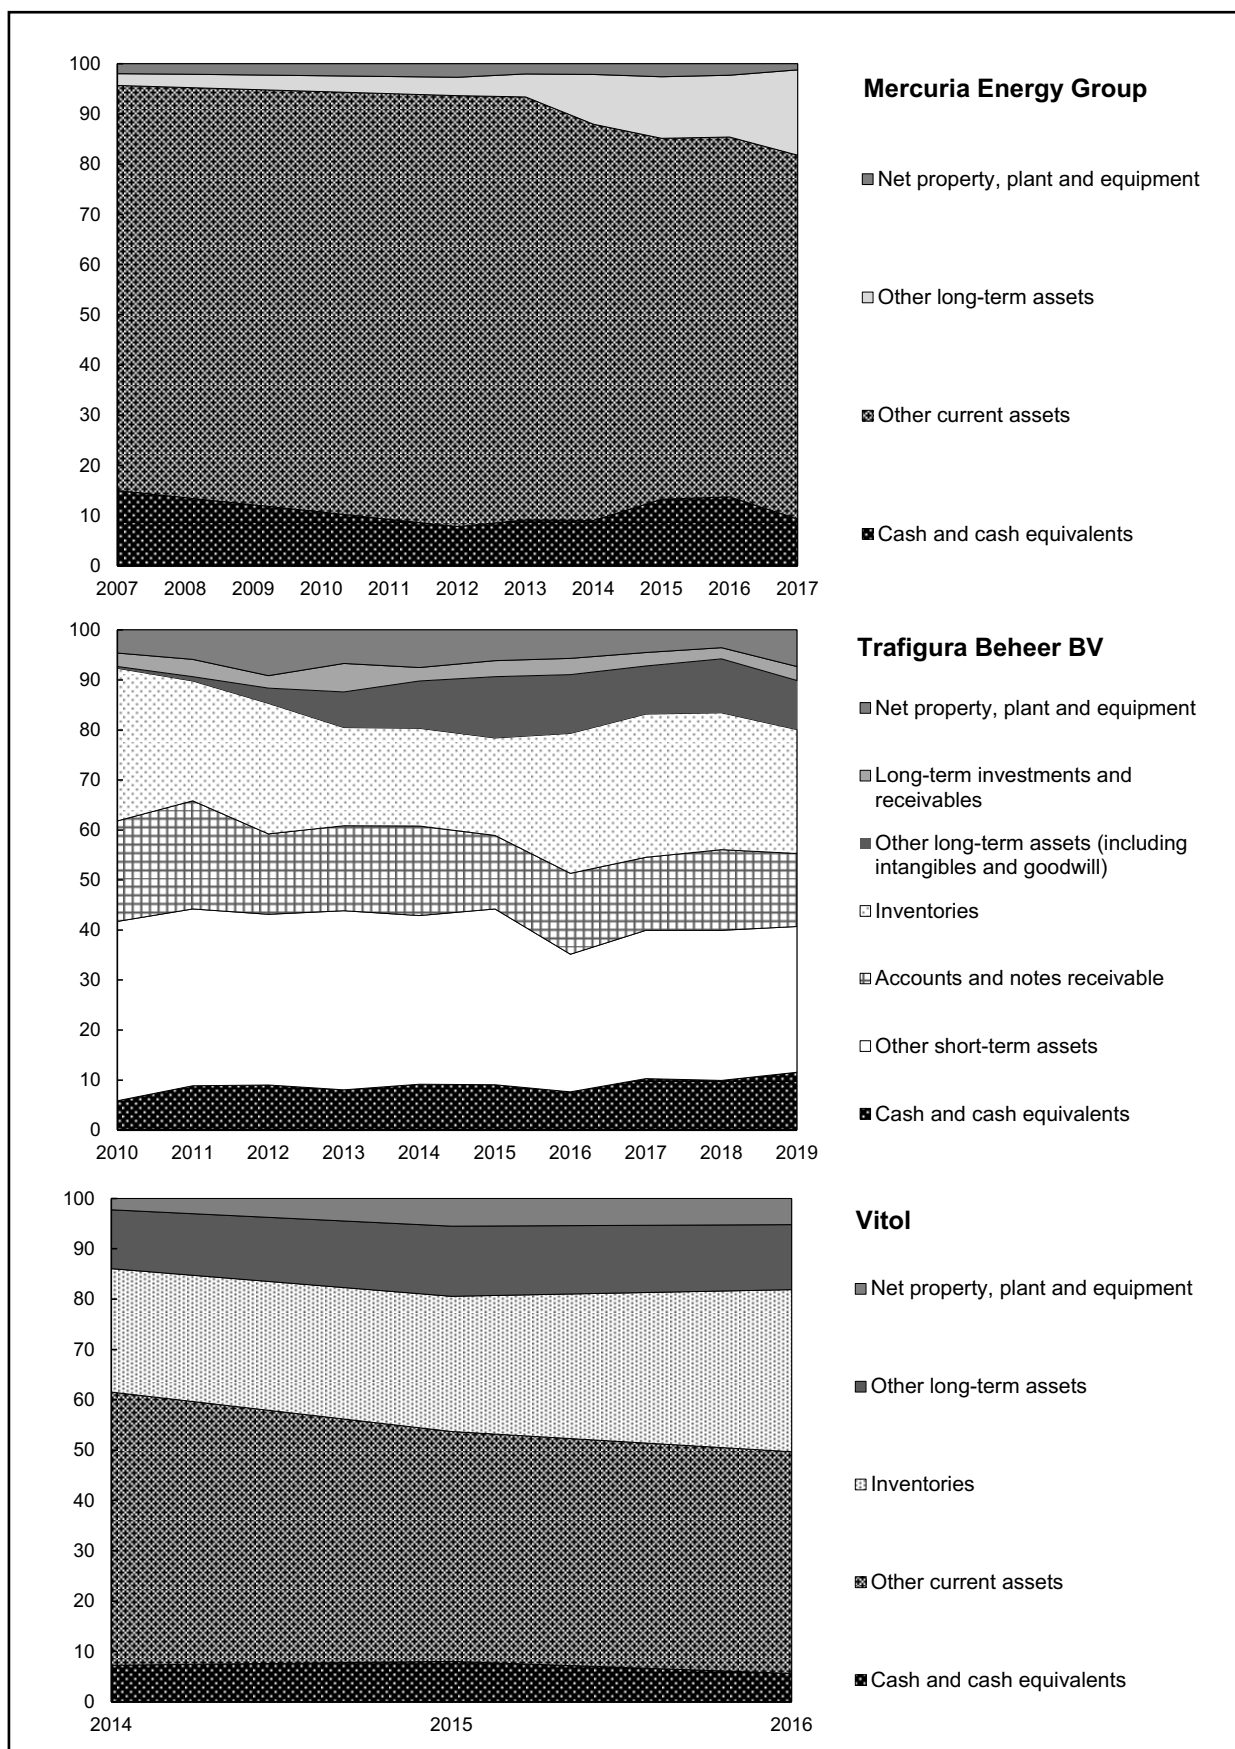 Mercuria Energy Group
100
90
80
70
60
50
40
30
20
10
0
2007 2008 2009 2010 2011 2012 2013 2014 2015 2016 2017
Net property, plant and equipment
Other long-term assets
Other current assets
Cash and cash equivalents
Trafigura Beheer BV
100
90
80
70
60
50
40
30
20
10
0
2010 2011 2012 2013 2014 2015 2016 2017 2018 2019
Net property, plant and equipment
Long-term investments and
receivables
Other long-term assets (including
intangibles and goodwill)
Inventories
Accounts and notes receivable
Other short-term assets
Cash and cash equivalents
Vitol
100
90
80
70
60
50
40
30
20
10
0
2014 2015 2016
Net property, plant and equipment
Other long-term assets
Inventories
Other current assets
Cash and cash equivalents